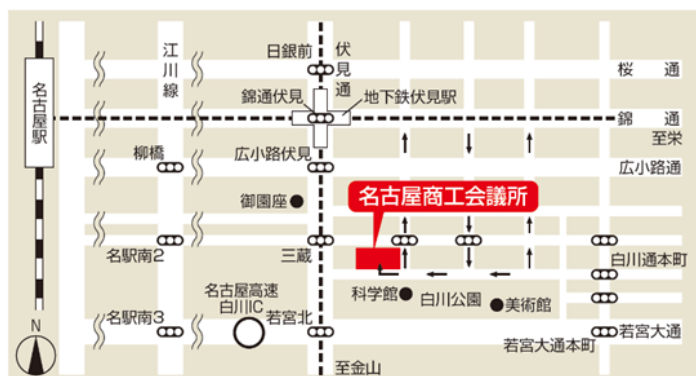 江川線
日銀前
伏見通
桜通
名古屋駅
錦通伏見
地下鉄伏見駅
錦通
至栄
柳橋
広小路伏見
広小路通
御園座
名古屋商工会議所
名駅南2
三蔵
白川通本町
名古屋高速
白川IC
科学館
白川公園
美術館
名駅南3
若宮北
若宮大通
若宮大通本町
N
至金山